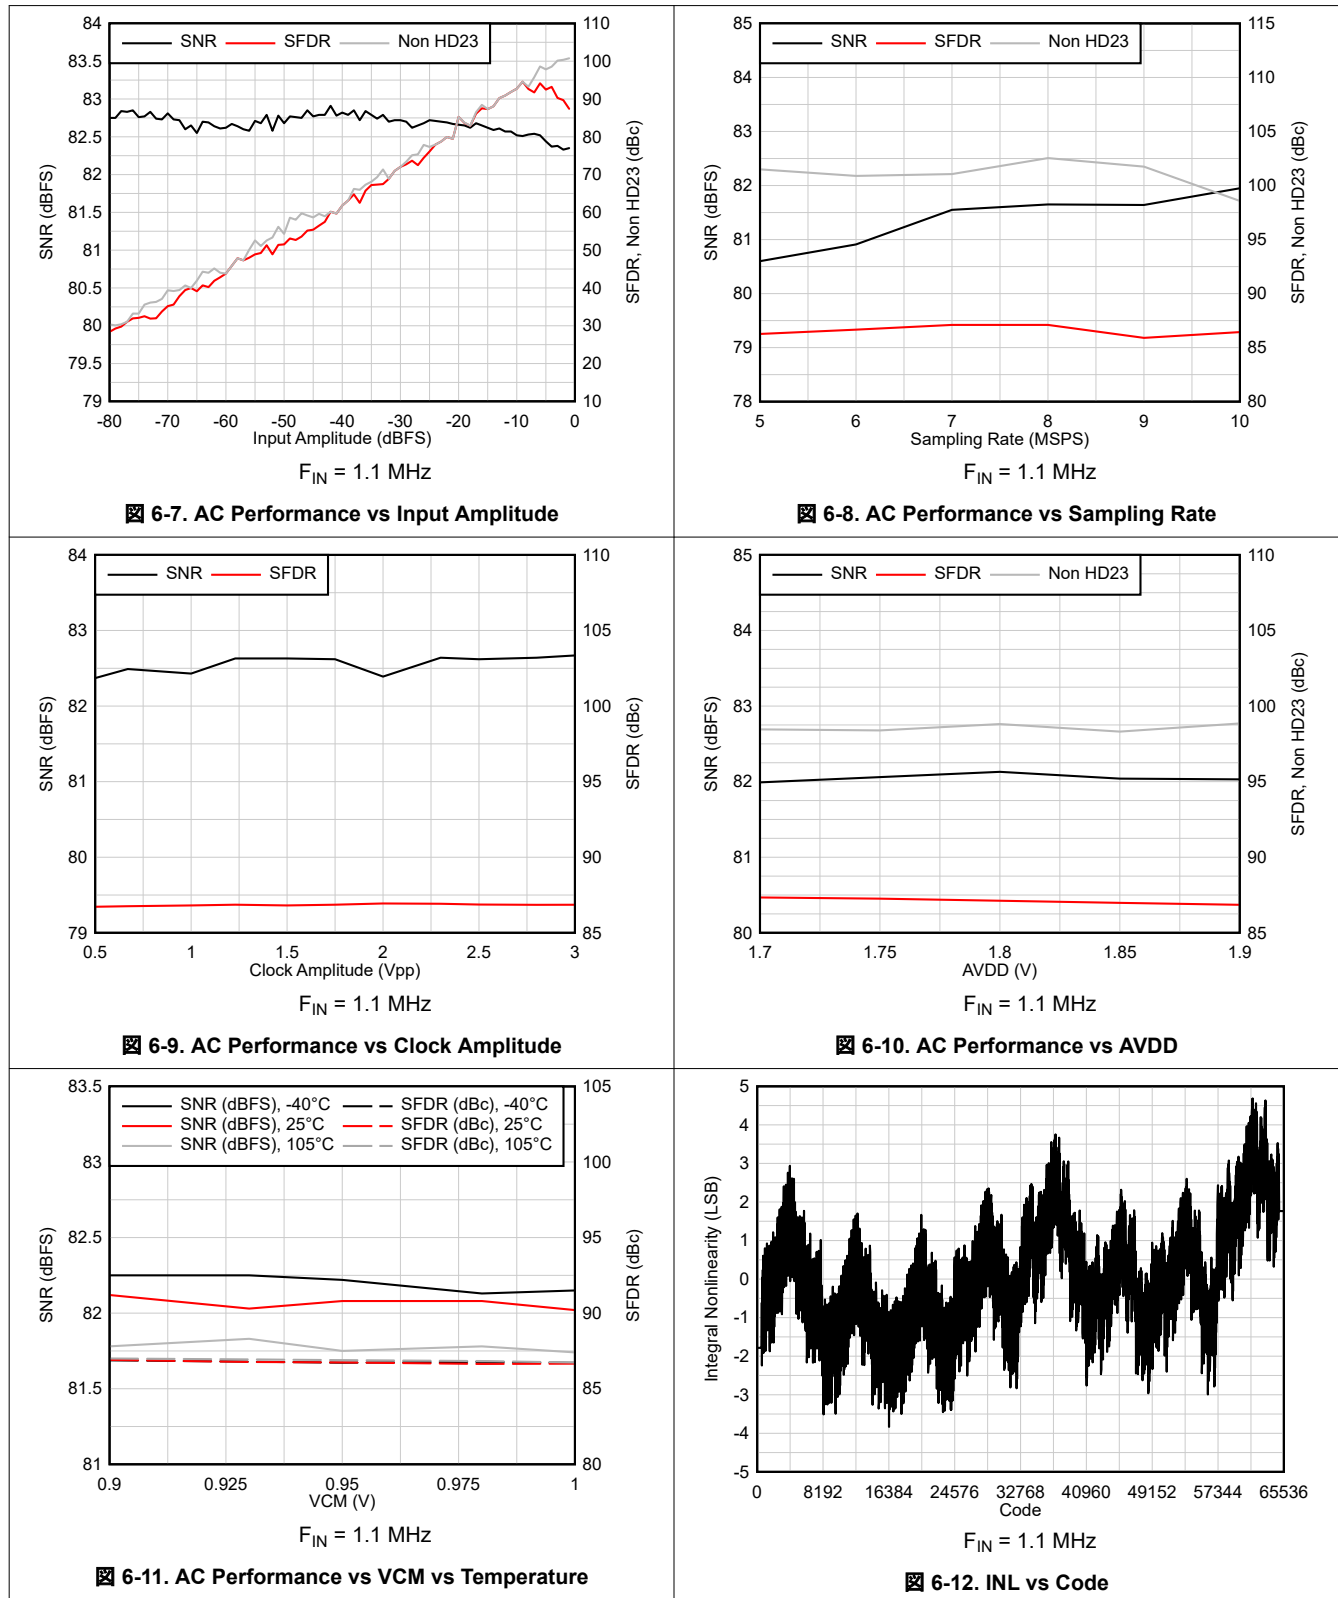 84
83.5
83
82.5
82
81.5
81
80.5
80
79.5
79
110
100
90
80
70
60
50
40
30
20
10
SNR SFDR Non HD23
SNR (dBFS)
SFDR, Non HD23 (dBc)
-80 -70 -60 -50 -40 -30 -20 -10 0
Input Amplitude (dBFS)
FIN = 1.1 MHz
図 6-7. AC Performance vs Input Amplitude
85
84
83
82
81
80
79
78
115
110
105
100
95
90
85
80
SNR SFDR Non HD23
SNR (dBFS)
SFDR, Non HD23 (dBc)
5 6 7 8 9 10
Sampling Rate (MSPS)
FIN = 1.1 MHz
図 6-8. AC Performance vs Sampling Rate
84
83
82
81
80
79
110
105
100
95
90
85
SNR SFDR
SNR (dBFS)
SFDR (dBc)
0.5 1 1.5 2 2.5 3
Clock Amplitude (Vpp)
FIN = 1.1 MHz
図 6-9. AC Performance vs Clock Amplitude
85
84
83
82
81
80
110
105
100
95
90
85
SNR SFDR Non HD23
SNR (dBFS)
SFDR, Non HD23 (dBc)
1.7 1.75 1.8 1.85 1.9
AVDD (V)
FIN = 1.1 MHz
図 6-10. AC Performance vs AVDD
83.5
83
82.5
82
81.5
81
105
100
95
90
85
80
SNR (dBFS), -40°C SFDR (dBc), -40°C
SNR (dBFS), 25°C SFDR (dBc), 25°C
SNR (dBFS), 105°C SFDR (dBc), 105°C
SNR (dBFS)
SFDR (dBc)
0.9 0.925 0.95 0.975 1
VCM (V)
FIN = 1.1 MHz
図 6-11. AC Performance vs VCM vs Temperature
5
4
3
2
1
0
-1
-2
-3
-4
-5
Integral Nonlinearity (LSB)
0 8192 16384 24576 32768 40960 49152 57344 65536
Code
FIN = 1.1 MHz
図 6-12. INL vs Code